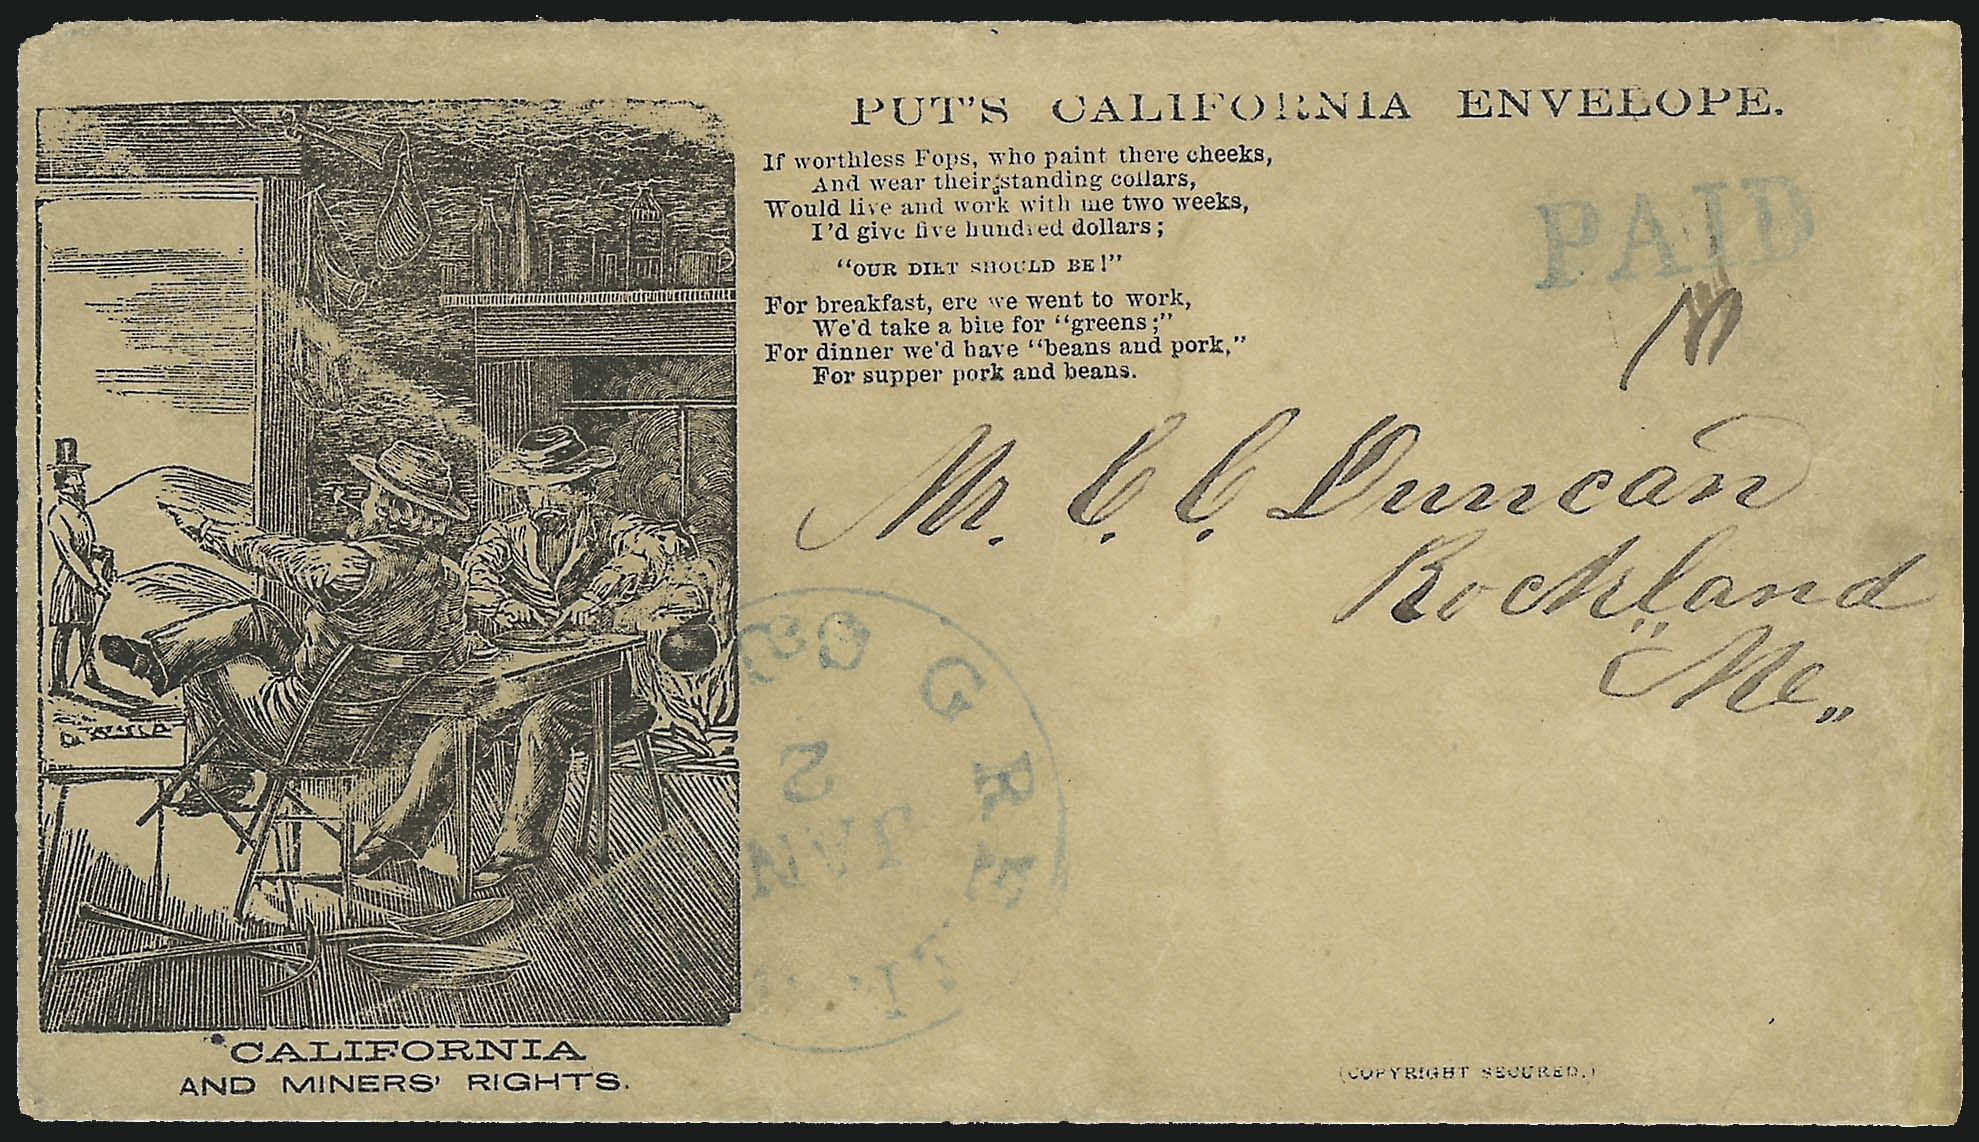 PUT'S CALIFORNIA ENVELOPE.
If worthless Fops, who paint there cheeks,
And wear their standing collars,
Would live and work with me two weeks,
I'd give five hundred dollars;
"OUR DIET SHOULD BE!"
For breakfast, ere we went to work,
We'd take a bite for "greens;"
For dinner we'd have "beans and pork,"
For supper pork and beans.
PAID
Mr. C. C. Duncan
Rockland
Me
JAN
2
CALIFORNIA
AND MINERS' RIGHTS.
(COPYRIGHT SECURED.)